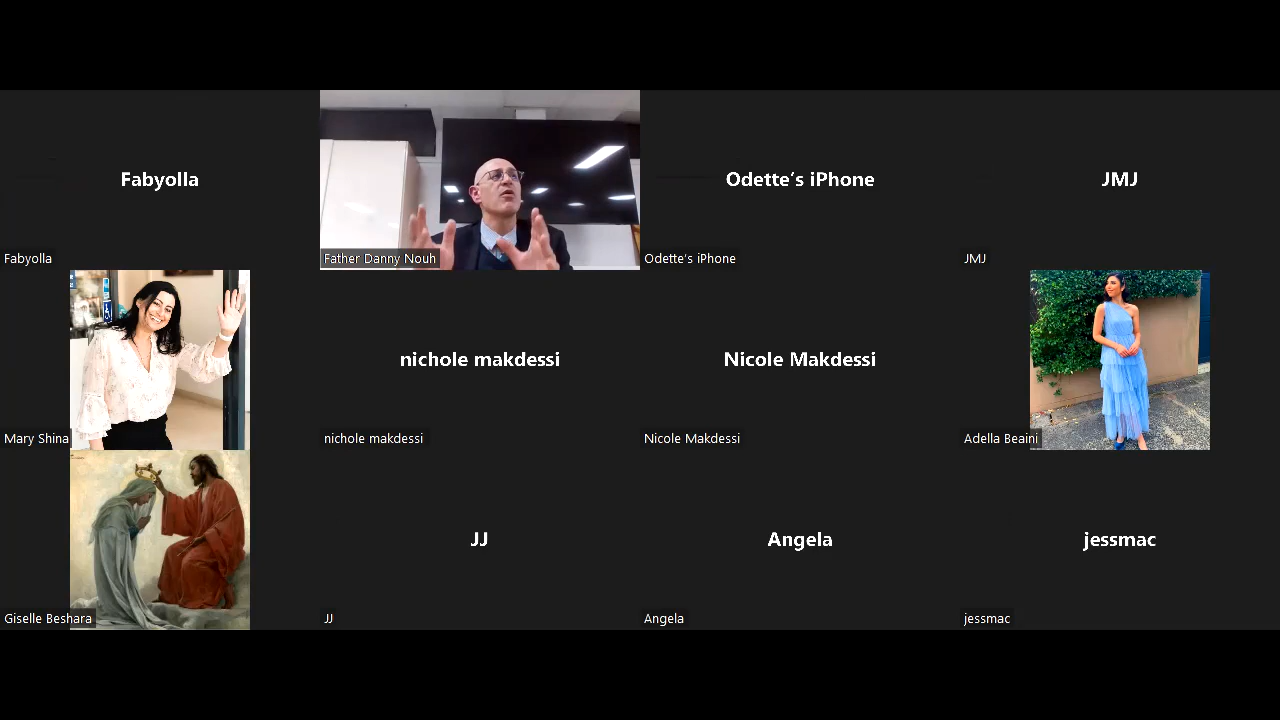 Fabyolla
Fabyolla
Father Danny Nouh
Odette's iPhone
Odette's iPhone
JMJ
JMJ
Mary Shina
nichole makdessi
nichole makdessi
Nicole Makdessi
Nicole Makdessi
Adella Beaini
Giselle Beshara
JJ
JJ
Angela
Angela
jessmac
jessmac